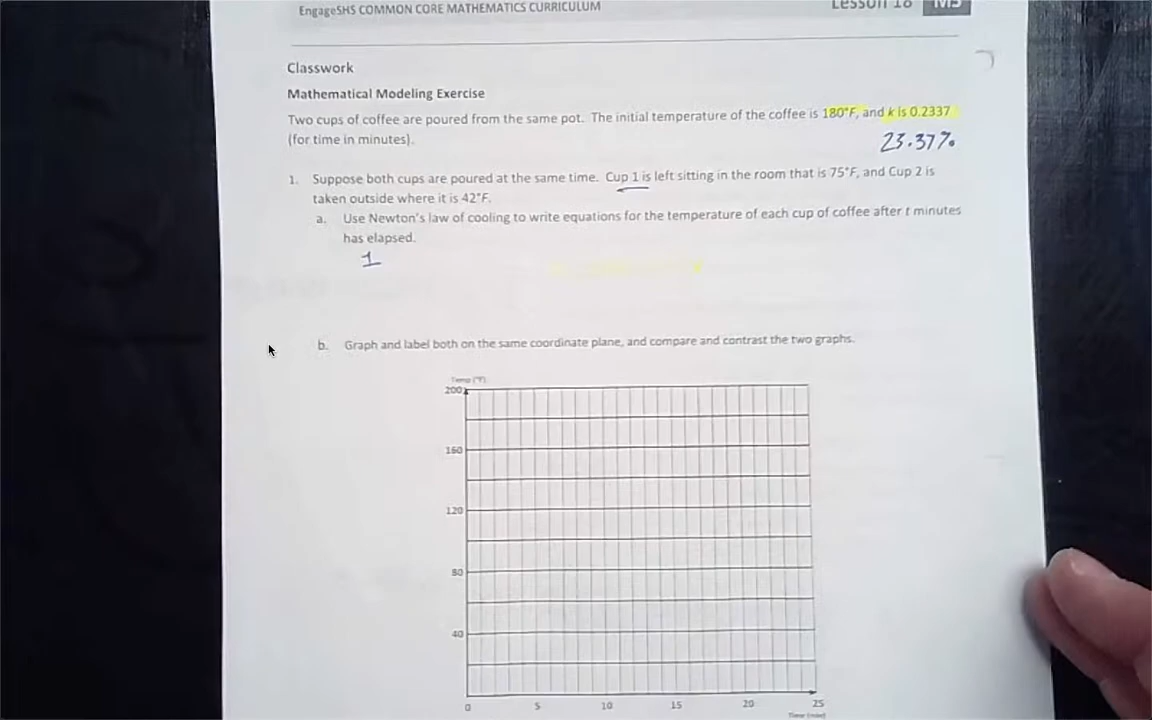 EngageSHS COMMON CORE MATHEMATICS CURRICULUM
Lesson 18 M3
Classwork
Mathematical Modeling Exercise
Two cups of coffee are poured from the same pot. The initial temperature of the coffee is 180°F, and k is 0.2337
(for time in minutes).
23.37%
1. Suppose both cups are poured at the same time. Cup 1 is left sitting in the room that is 75°F, and Cup 2 is
taken outside where it is 42°F.
a. Use Newton's law of cooling to write equations for the temperature of each cup of coffee after t minutes
has elapsed.
1
b. Graph and label both on the same coordinate plane, and compare and contrast the two graphs.
Temp (°F)
200
160
120
80
40
0 5 10 15 20 25
Time (min)